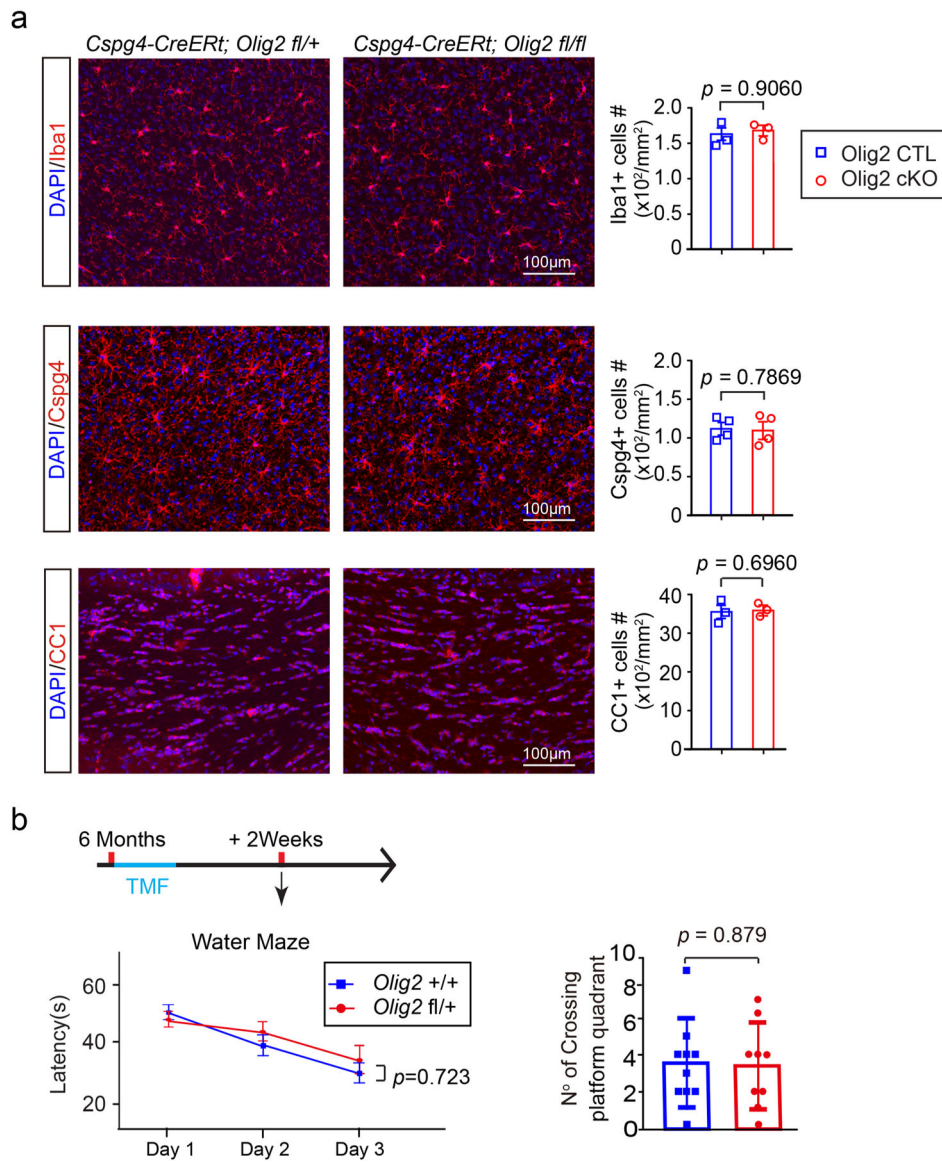 a
Cspg4-CreERt; Olig2 fl/+
Cspg4-CreERt; Olig2 fl/fl
DAPI/Iba1
100µm
p = 0.9060
Iba1+ cells #
(x10²/mm²)
2.0
1.5
1.0
0.5
0
Olig2 CTL
Olig2 cKO
DAPI/Cspg4
100µm
p = 0.7869
Cspg4+ cells #
(x10²/mm²)
2.0
1.5
1.0
0.5
0
DAPI/CC1
100µm
p = 0.6960
CC1+ cells #
(x10²/mm²)
40
30
20
10
0
b
6 Months
+ 2Weeks
TMF
Water Maze
Latency(s)
60
40
20
Day 1
Day 2
Day 3
Olig2 +/+
Olig2 fl/+
p=0.723
p = 0.879
Nº of Crossing
platform quadrant
10
8
6
4
2
0